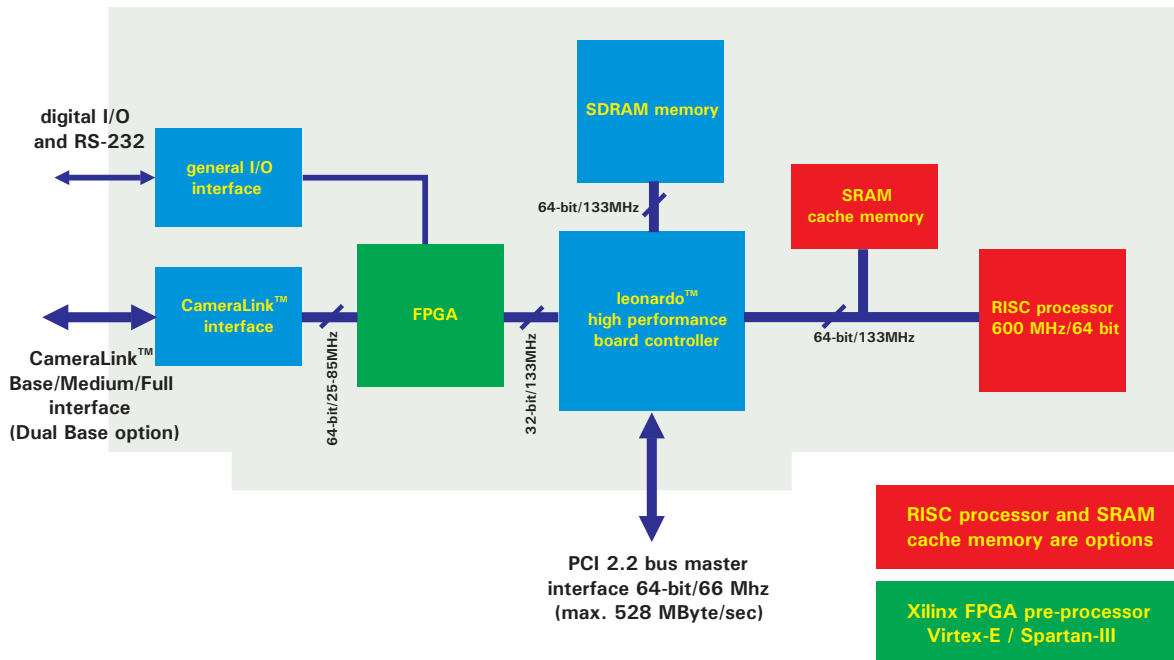 digital I/O
and RS-232
general I/O
interface
SDRAM memory
64-bit/133MHz
SRAM
cache memory
CameraLink™
interface
FPGA
leonardo™
high performance
board controller
RISC processor
600 MHz/64 bit
64-bit/133MHz
64-bit/25-85MHz
32-bit/133MHz
CameraLink™
Base/Medium/Full
interface
(Dual Base option)
PCI 2.2 bus master
interface 64-bit/66 Mhz
(max. 528 MByte/sec)
RISC processor and SRAM
cache memory are options
Xilinx FPGA pre-processor
Virtex-E / Spartan-III